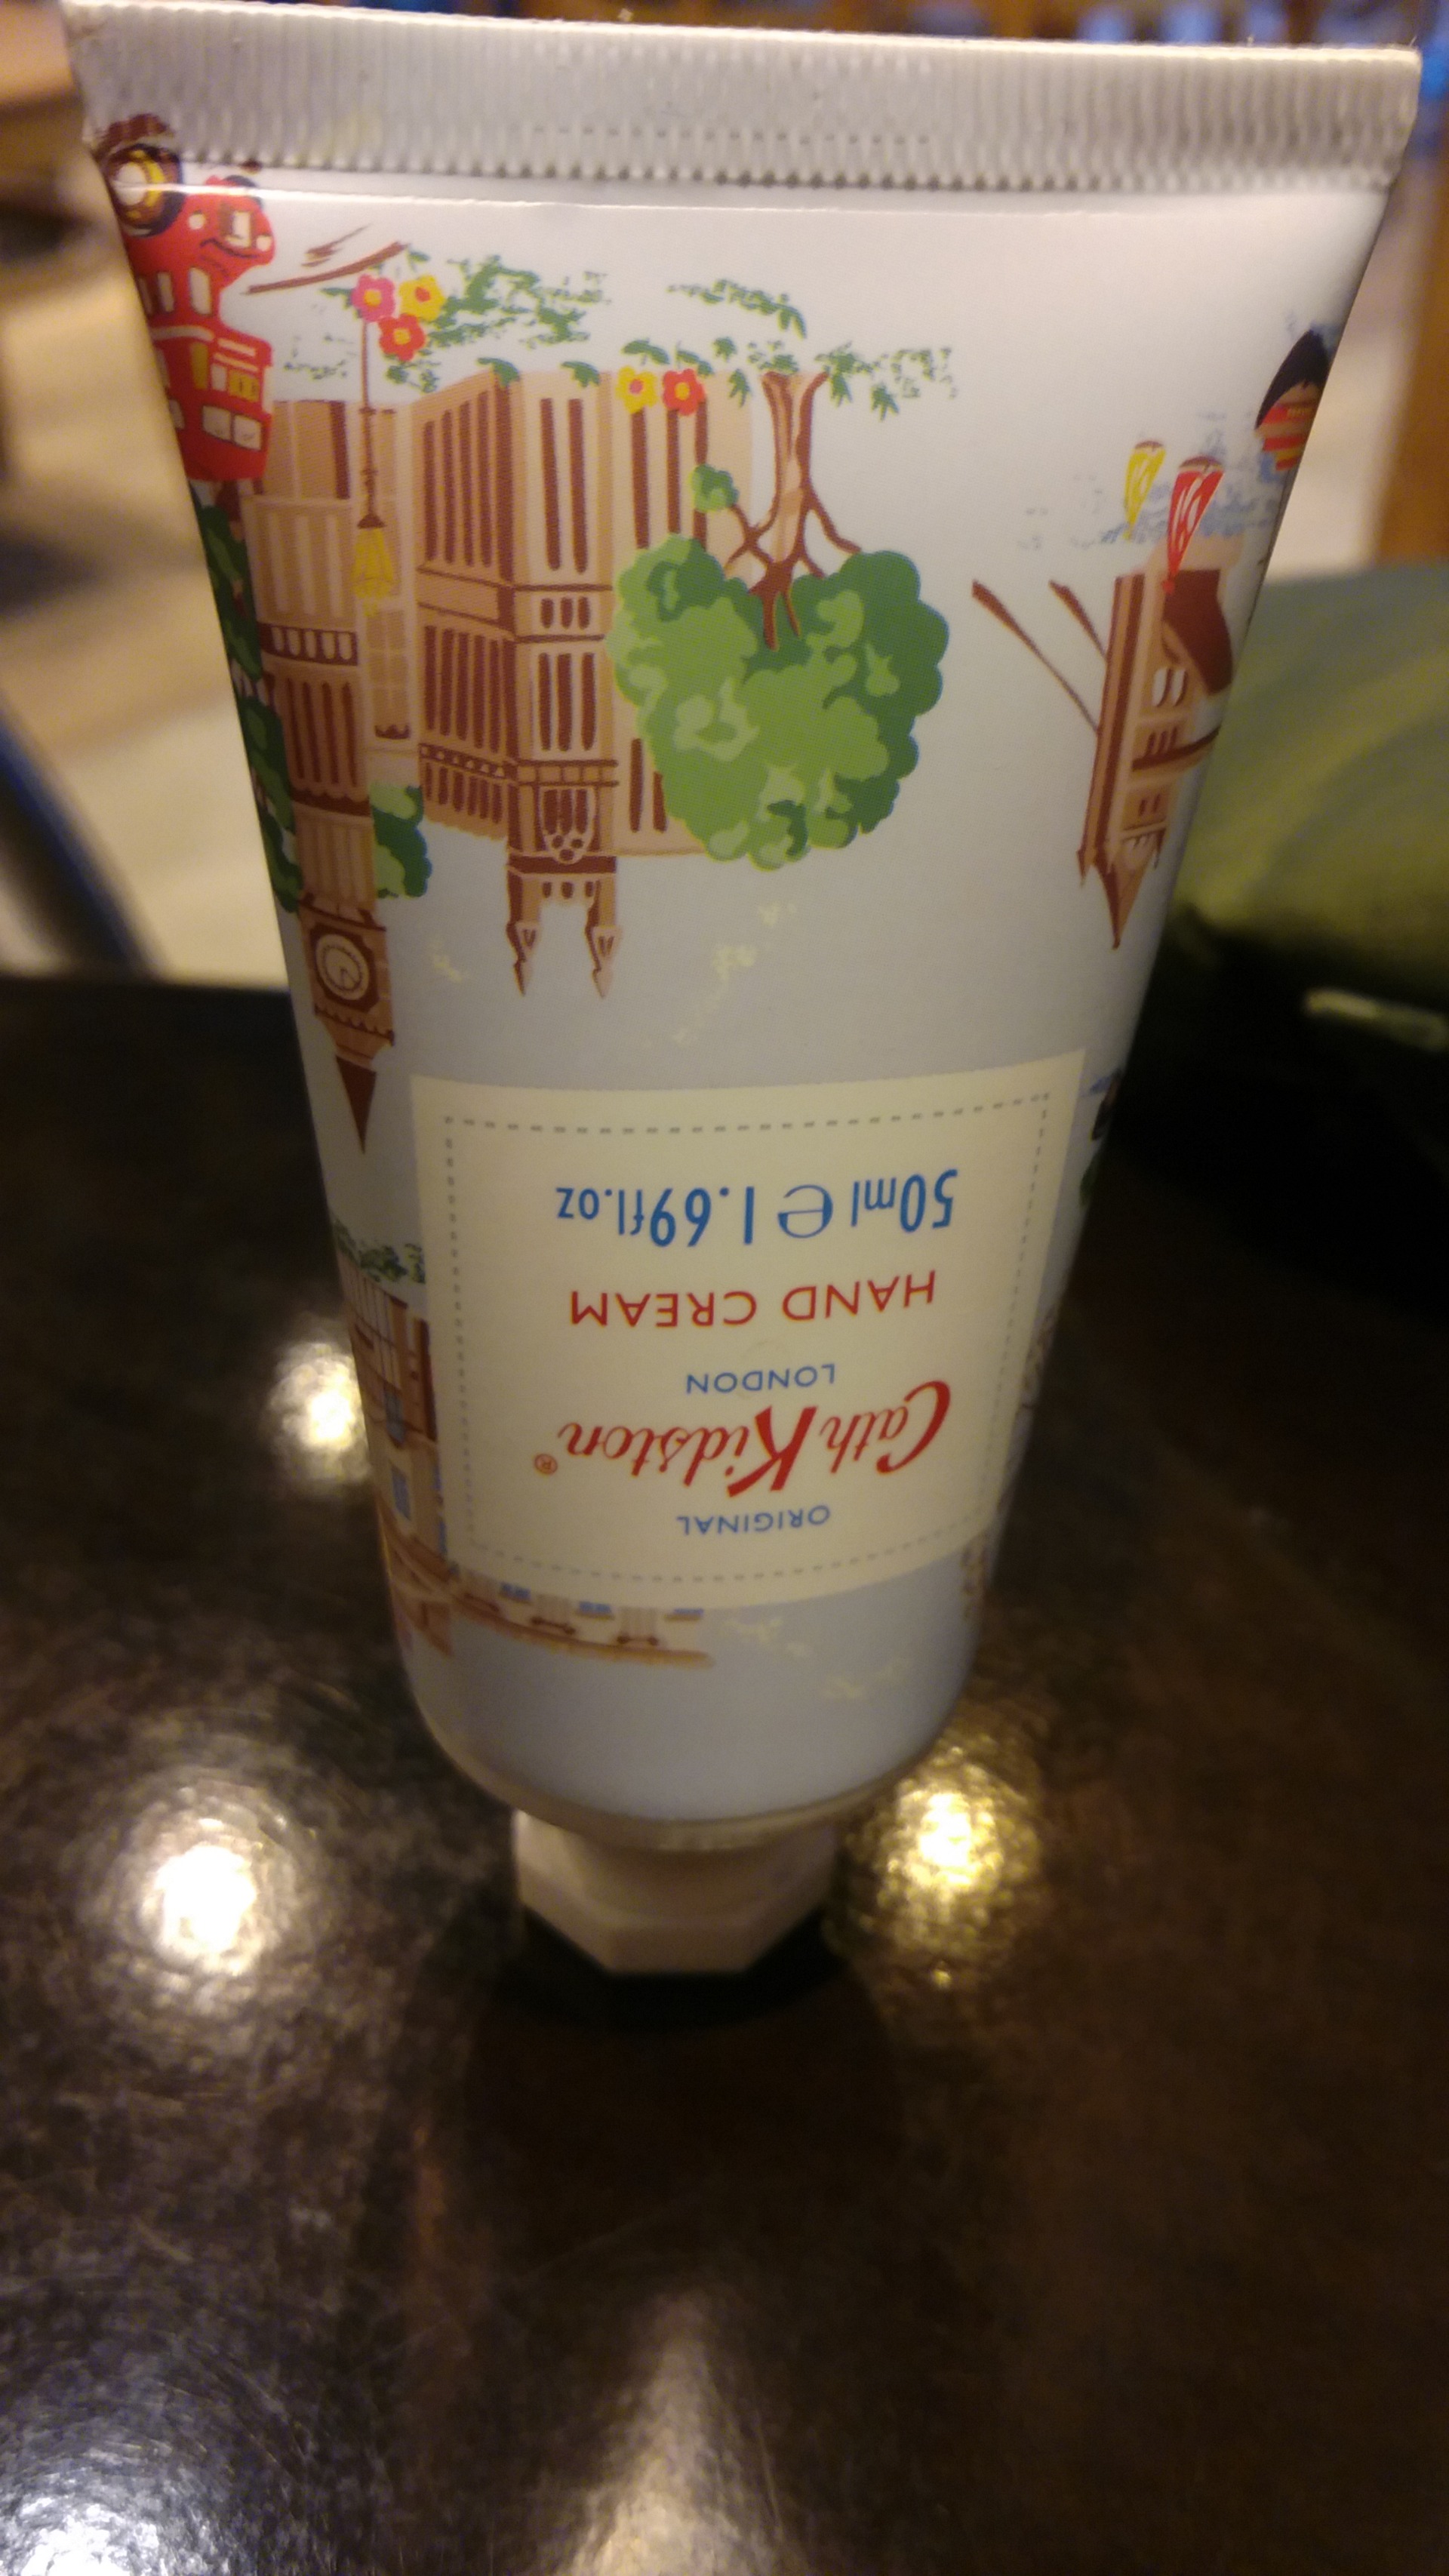 ORIGINAL
Cath Kidston®
LONDON
HAND CREAM
50ml ℮ 1.69fl.oz